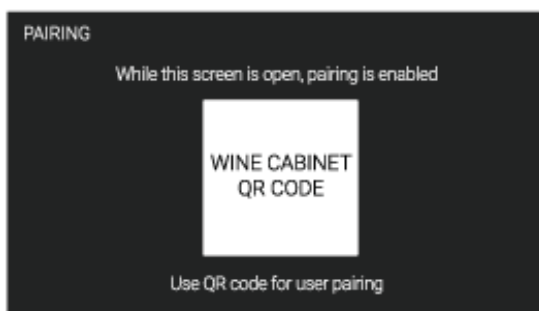 PAIRING
While this screen is open, pairing is enabled
WINE CABINET
QR CODE
Use QR code for user pairing